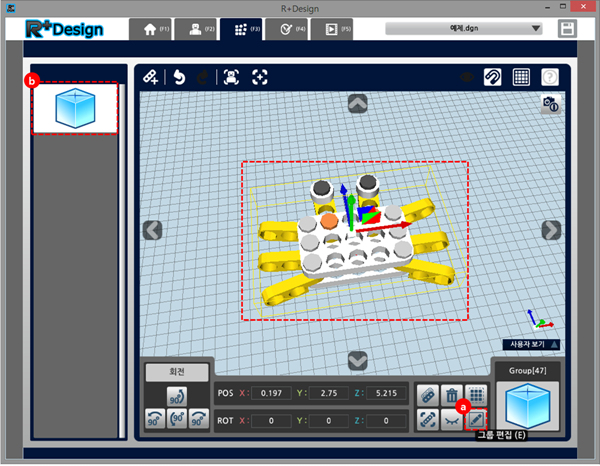 R+Design
R+Design
(F1)
(F2)
(F3)
(F4)
(F5)
예제.dgn
b
사용자 보기
회전
90°
90° 90° 90°
POS X: 0.197 Y: 2.75 Z: 5.215
ROT X: 0 Y: 0 Z: 0
a
Group[47]
그룹 편집 (E)